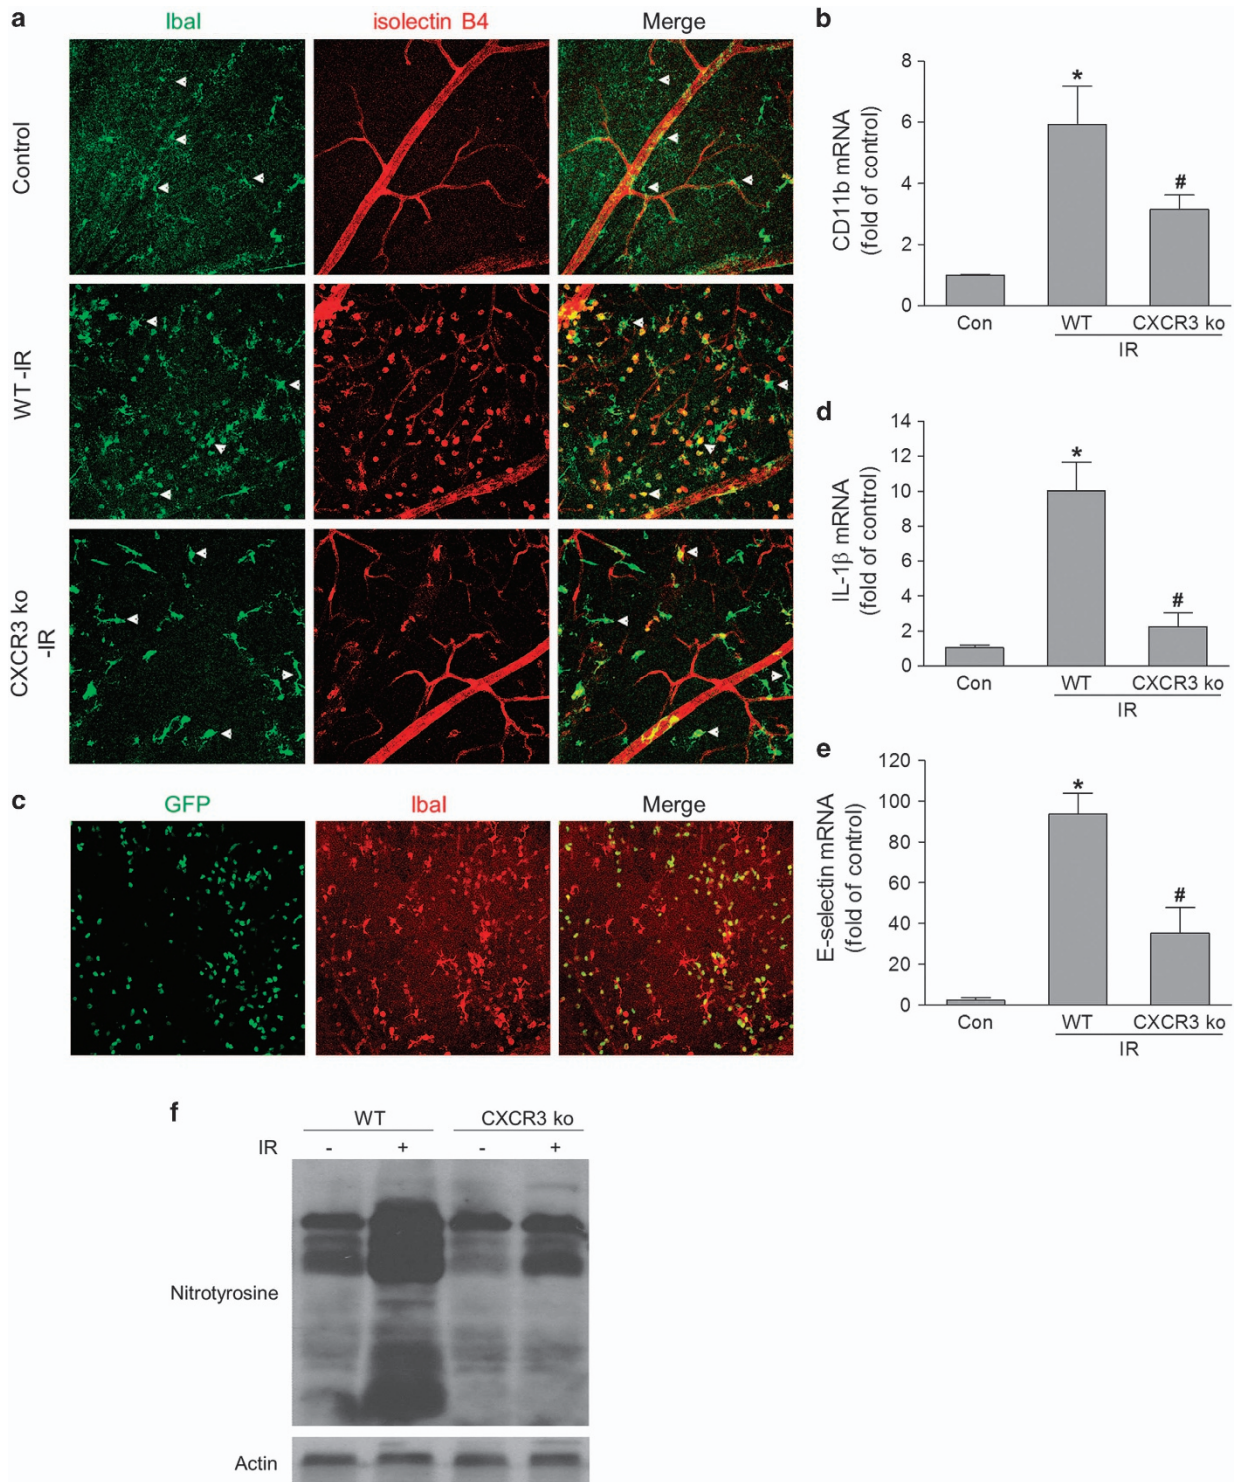 a
IbaI
isolectin B4
Merge
Control
WT-IR
CXCR3 ko
-IR
b
CD11b mRNA
(fold of control)
8
6
4
2
0
Con
WT
CXCR3 ko
IR
*
#
c
GFP
IbaI
Merge
d
IL-1β mRNA
(fold of control)
14
12
10
8
6
4
2
0
Con
WT
CXCR3 ko
IR
*
#
e
E-selectin mRNA
(fold of control)
120
100
80
60
40
20
0
Con
WT
CXCR3 ko
IR
*
#
f
WT
CXCR3 ko
IR
- + - +
Nitrotyrosine
Actin